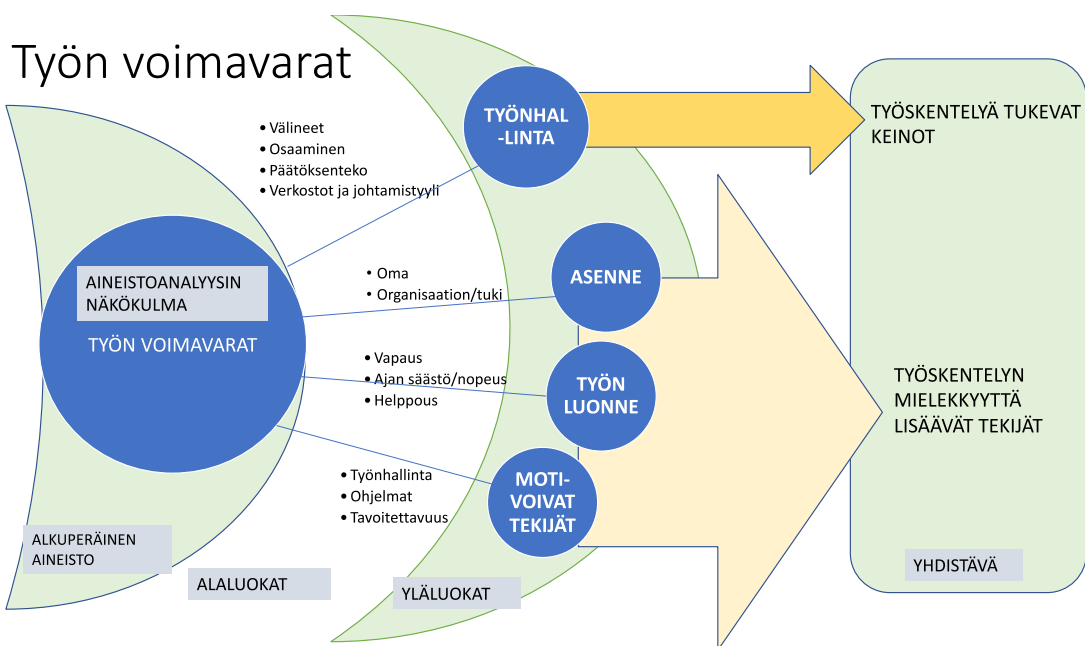 Työn voimavarat
• Välineet
• Osaaminen
• Päätöksenteko
• Verkostot ja johtamistyyli
TYÖNHAL
-LINTA
TYÖSKENTELYÄ TUKEVAT
KEINOT
AINEISTOANALYYSIN
NÄKÖKULMA
TYÖN VOIMAVARAT
• Oma
• Organisaation/tuki
ASENNE
• Vapaus
• Ajan säästö/nopeus
• Helppous
TYÖN
LUONNE
TYÖSKENTELYN
MIELEKKYYTTÄ
LISÄÄVÄT TEKIJÄT
• Työnhallinta
• Ohjelmat
• Tavoitettavuus
MOTI-
VOIVAT
TEKIJÄT
ALKUPERÄINEN
AINEISTO
ALALUOKAT
YLÄLUOKAT
YHDISTÄVÄ